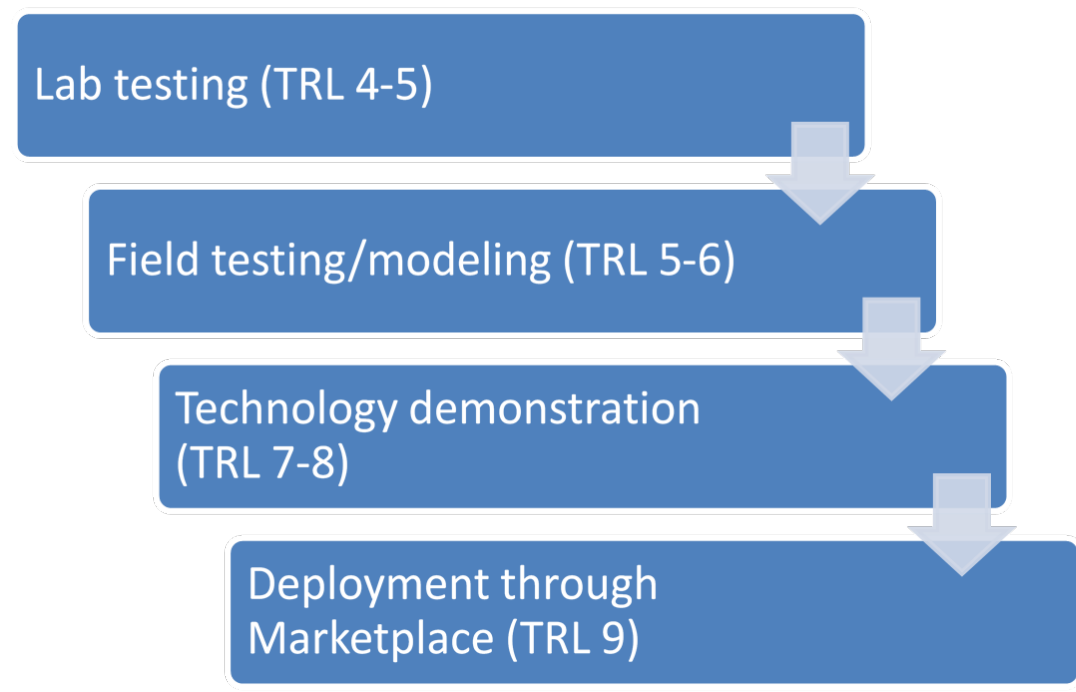 Lab testing (TRL 4-5)
Field testing/modeling (TRL 5-6)
Technology demonstration
(TRL 7-8)
Deployment through
Marketplace (TRL 9)